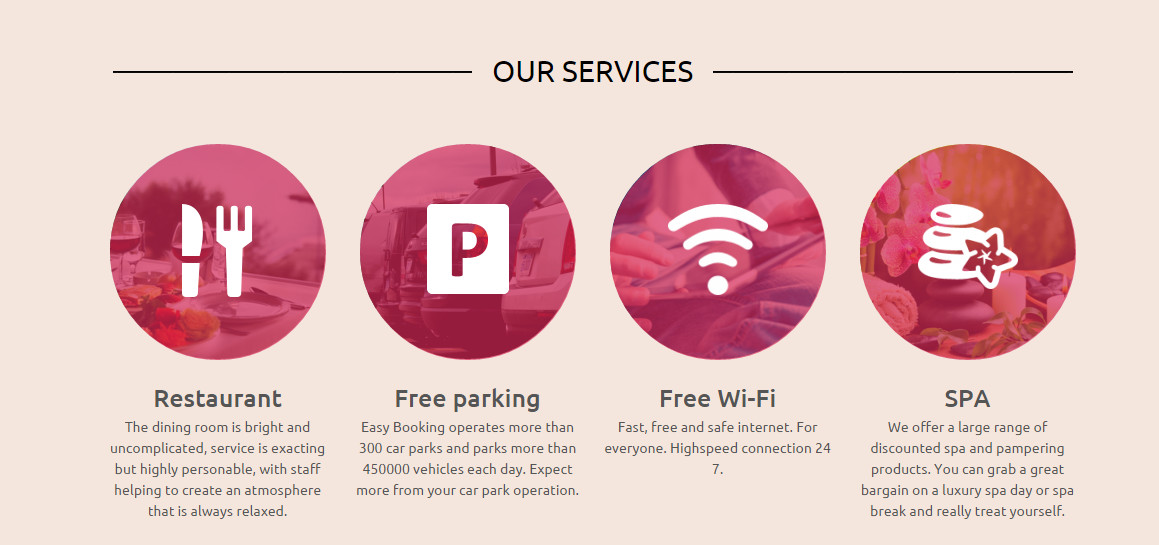 OUR SERVICES
P
Restaurant
The dining room is bright and
uncomplicated, service is exacting
but highly personable, with staff
helping to create an atmosphere
that is always relaxed.
Free parking
Easy Booking operates more than
300 car parks and parks more than
450000 vehicles each day. Expect
more from your car park operation.
Free Wi-Fi
Fast, free and safe internet. For
everyone. Highspeed connection 24
7.
SPA
We offer a large range of
discounted spa and pampering
products. You can grab a great
bargain on a luxury spa day or spa
break and really treat yourself.